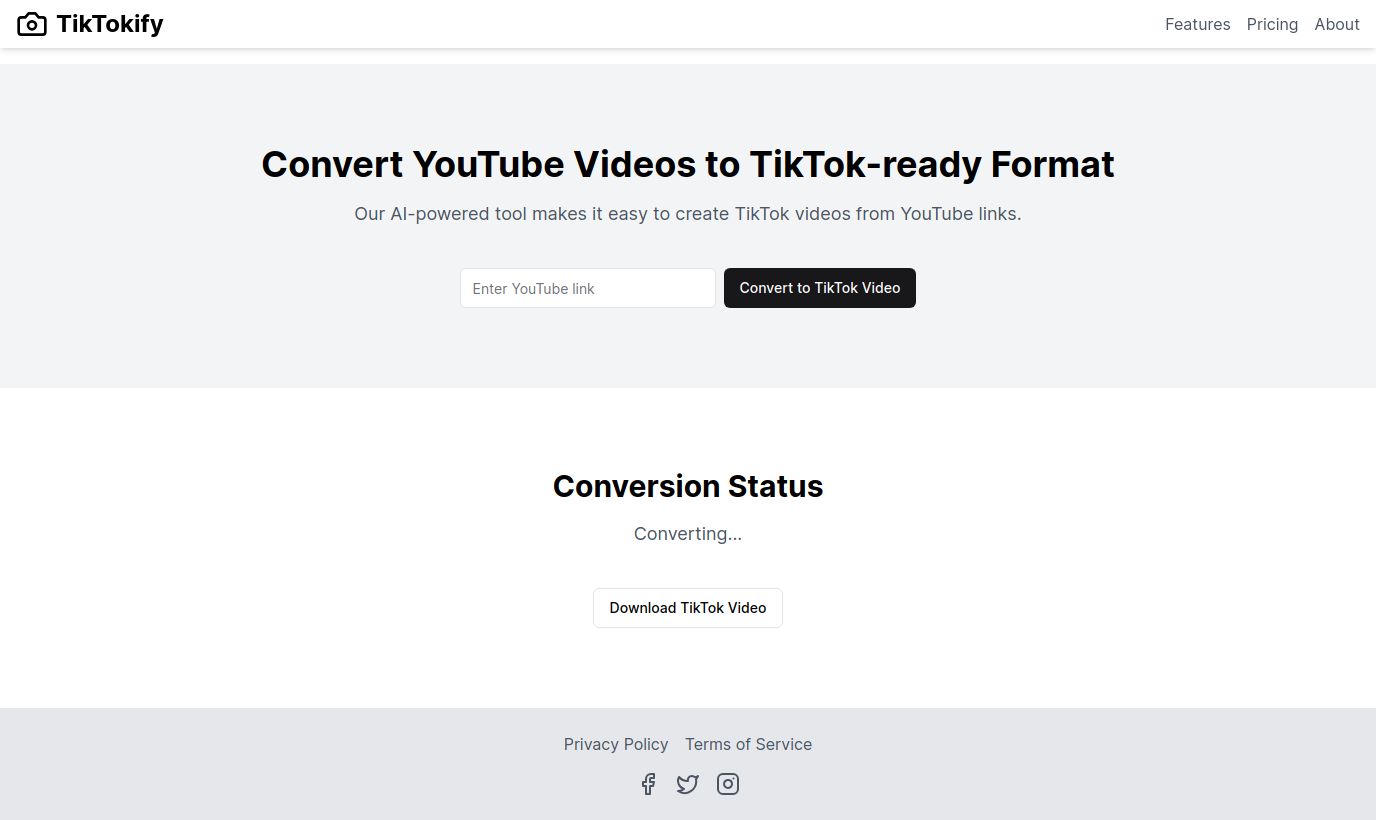 TikTokify
Features Pricing About
Convert YouTube Videos to TikTok-ready Format
Our AI-powered tool makes it easy to create TikTok videos from YouTube links.
Enter YouTube link
Convert to TikTok Video
Conversion Status
Converting...
Download TikTok Video
Privacy Policy Terms of Service